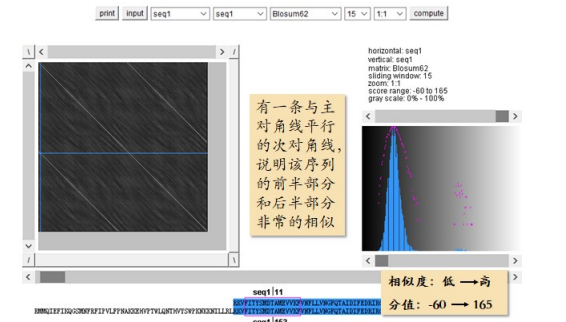 print input seq1 seq1 Blosum62 15 1:1 compute
horizontal: seq1
vertical: seq1
matrix: Blosum62
sliding window: 15
zoom: 1:1
score range: -60 to 165
gray scale: 0% - 100%
有一条与主
对角线平行
的次对角线,
说明该序列
的前半部分
和后半部分
非常的相似
相似度: 低 → 高
分值: -60 → 165
seq1|11
seq1|153